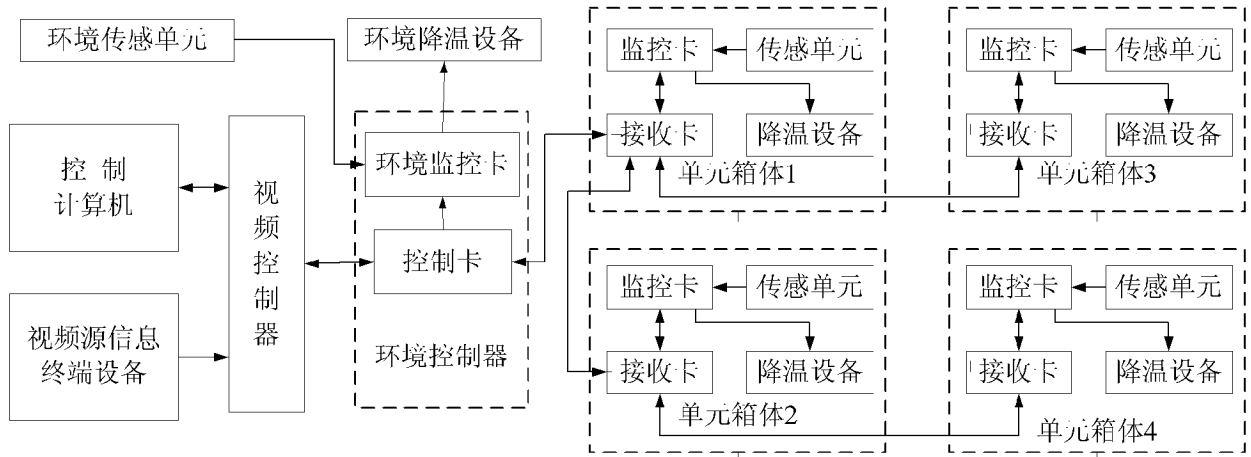 环境传感单元
环境降温设备
控 制
计算机
视频源信息
终端设备
视
频
控
制
器
环境监控卡
控制卡
环境控制器
监控卡
传感单元
接收卡
降温设备
单元箱体1
监控卡
传感单元
接收卡
降温设备
单元箱体3
监控卡
传感单元
接收卡
降温设备
单元箱体2
监控卡
传感单元
接收卡
降温设备
单元箱体4